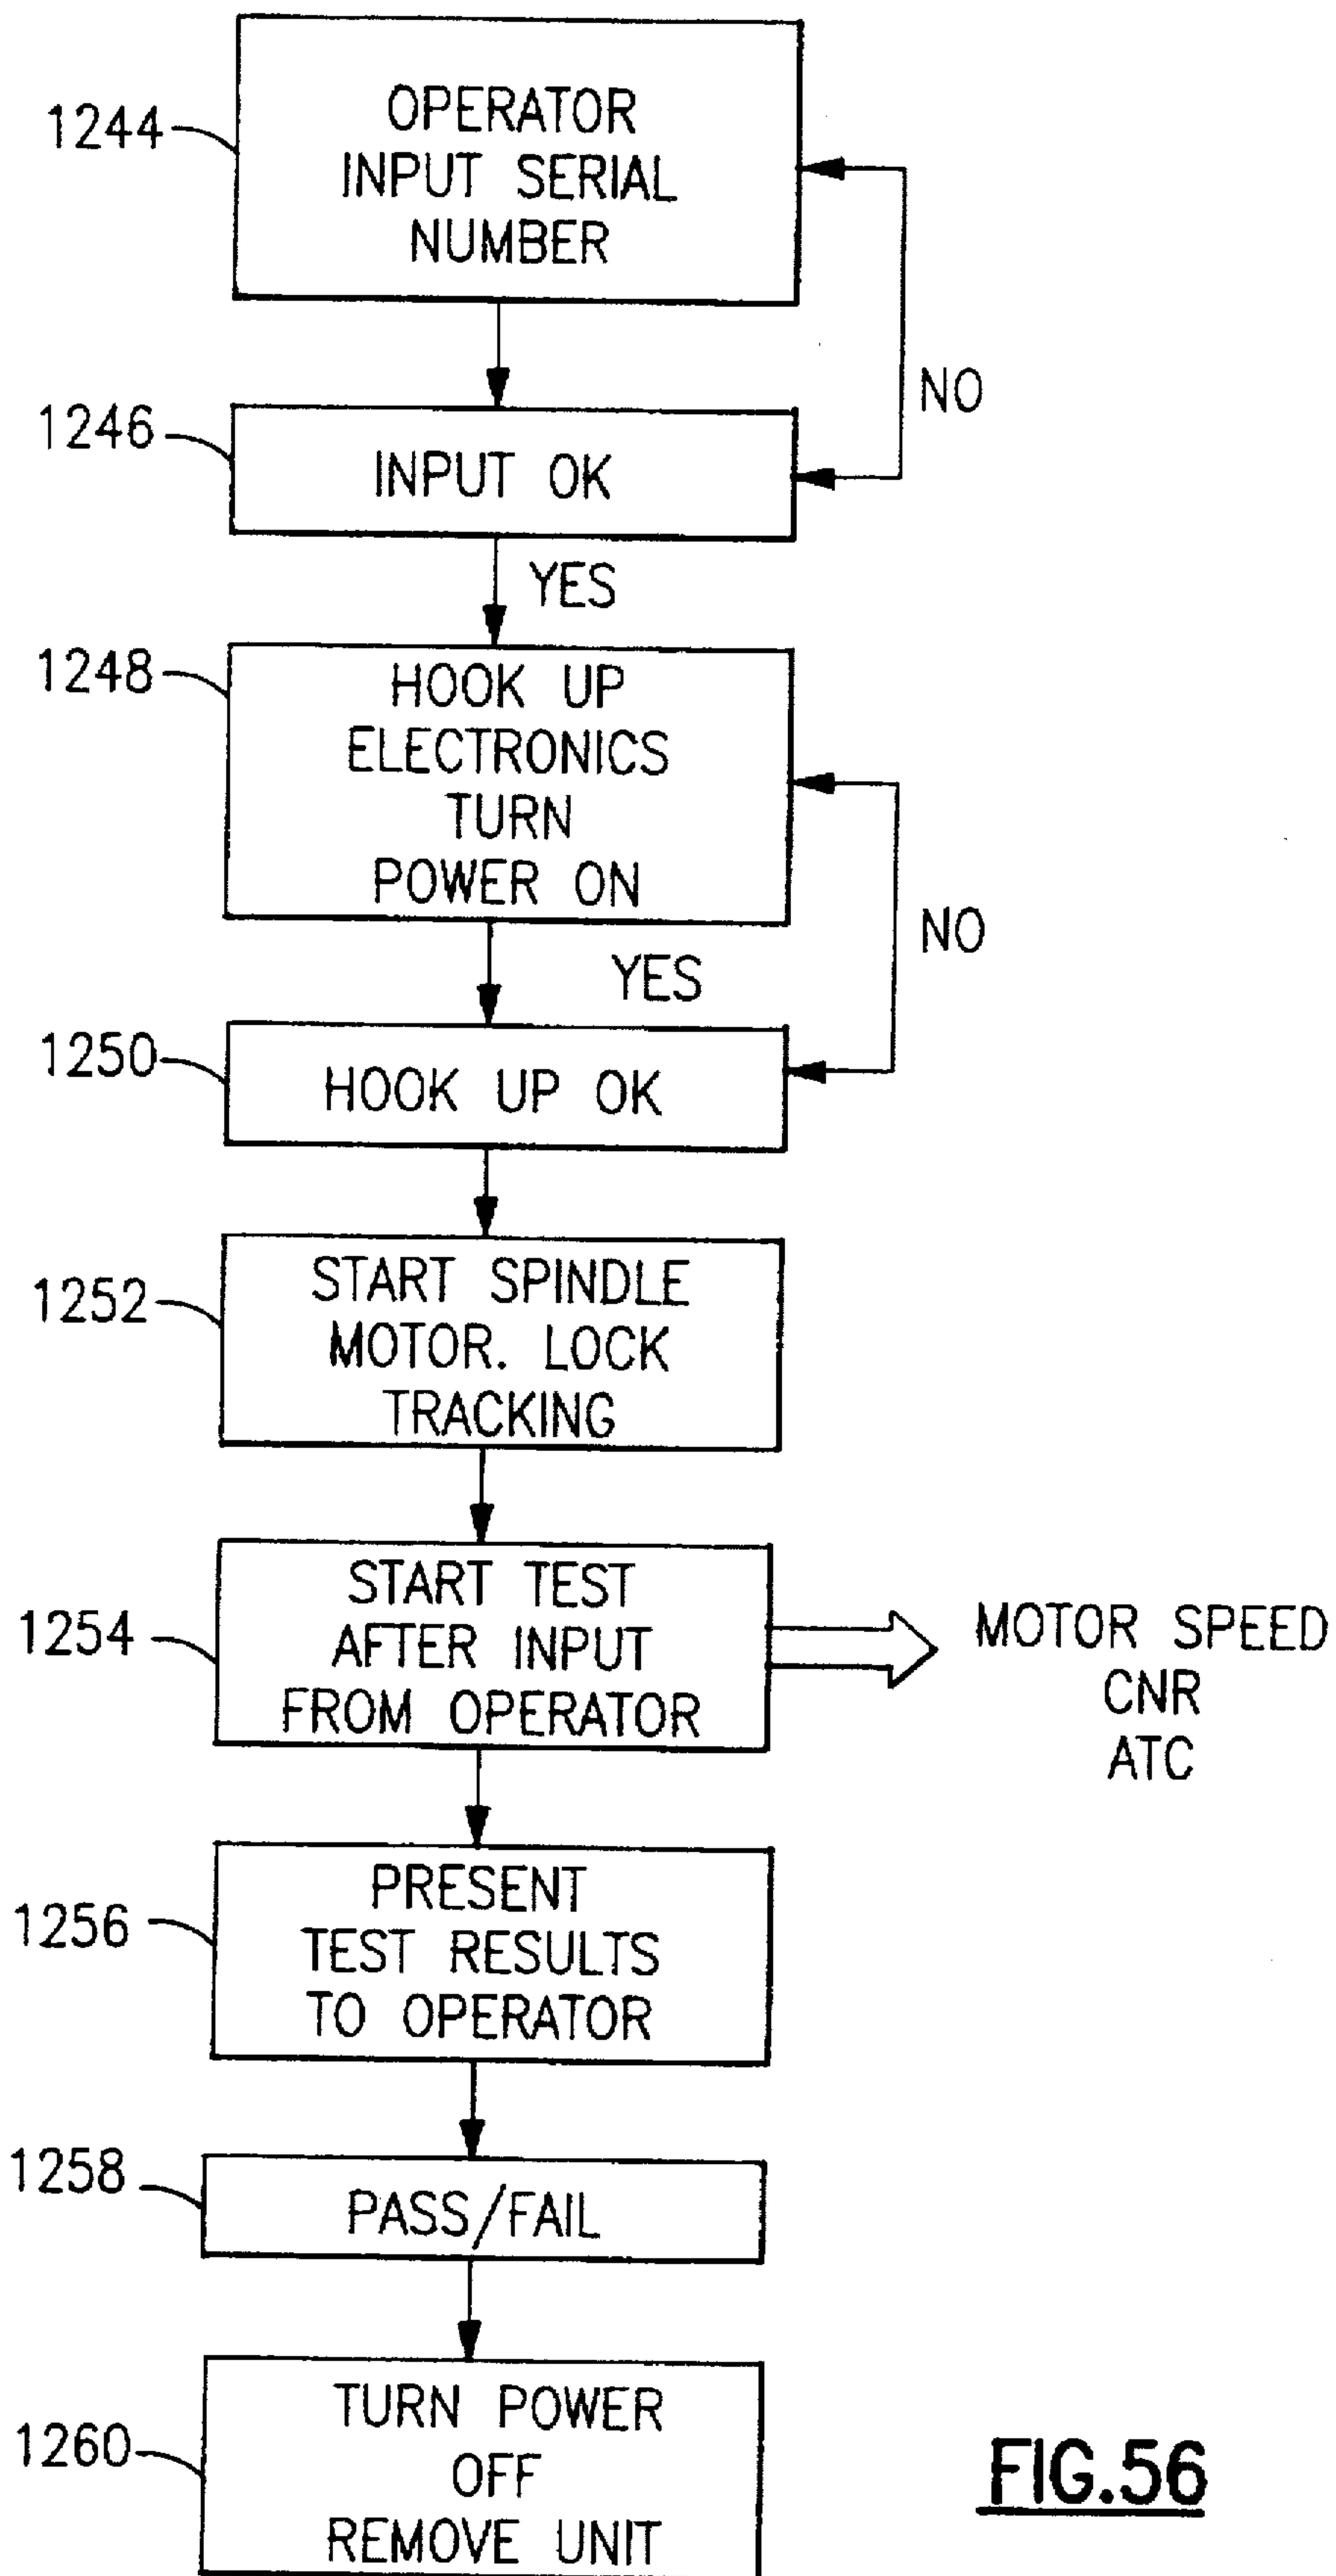 1244
OPERATOR
INPUT SERIAL
NUMBER
NO
1246
INPUT OK
YES
1248
HOOK UP
ELECTRONICS
TURN
POWER ON
NO
YES
1250
HOOK UP OK
1252
START SPINDLE
MOTOR. LOCK
TRACKING
1254
START TEST
AFTER INPUT
FROM OPERATOR
MOTOR SPEED
CNR
ATC
1256
PRESENT
TEST RESULTS
TO OPERATOR
1258
PASS/FAIL
1260
TURN POWER
OFF
REMOVE UNIT
FIG.56